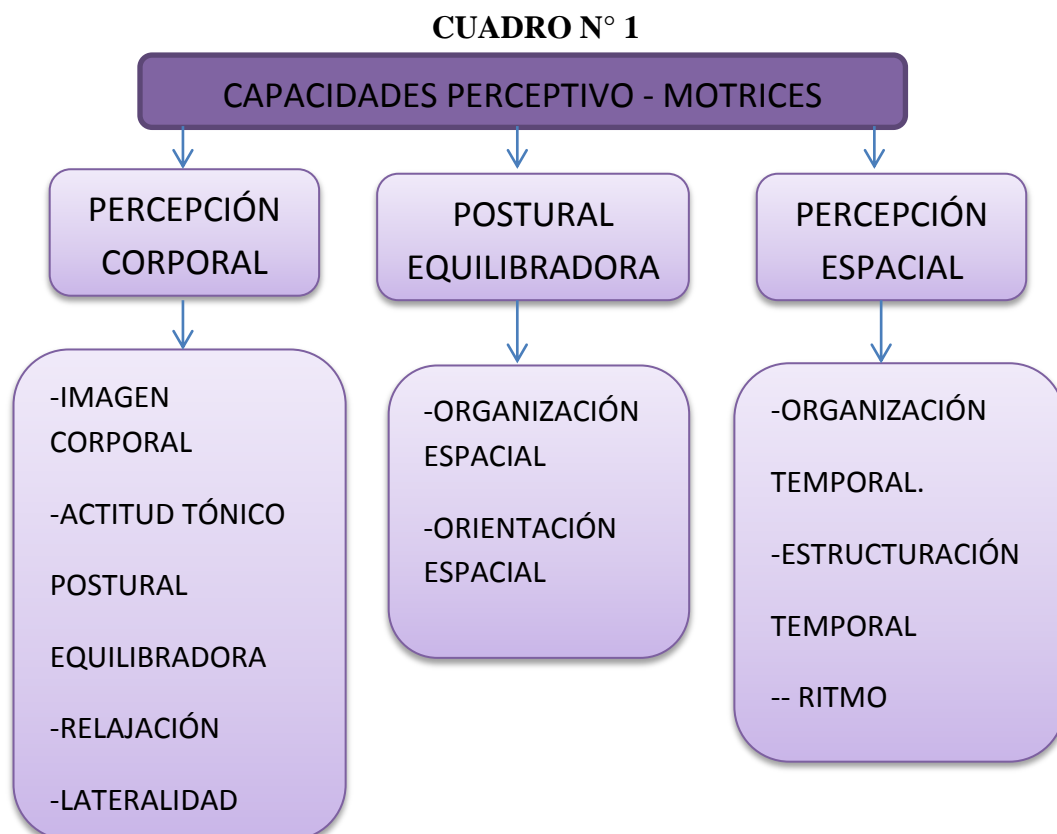 CUADRO N° 1
CAPACIDADES PERCEPTIVO - MOTRICES
PERCEPCIÓN
CORPORAL
POSTURAL
EQUILIBRADORA
PERCEPCIÓN
ESPACIAL
-IMAGEN
CORPORAL
-ACTITUD TÓNICO
POSTURAL
EQUILIBRADORA
-RELAJACIÓN
-LATERALIDAD
-ORGANIZACIÓN
ESPACIAL
-ORIENTACIÓN
ESPACIAL
-ORGANIZACIÓN
TEMPORAL.
-ESTRUCTURACIÓN
TEMPORAL
-- RITMO